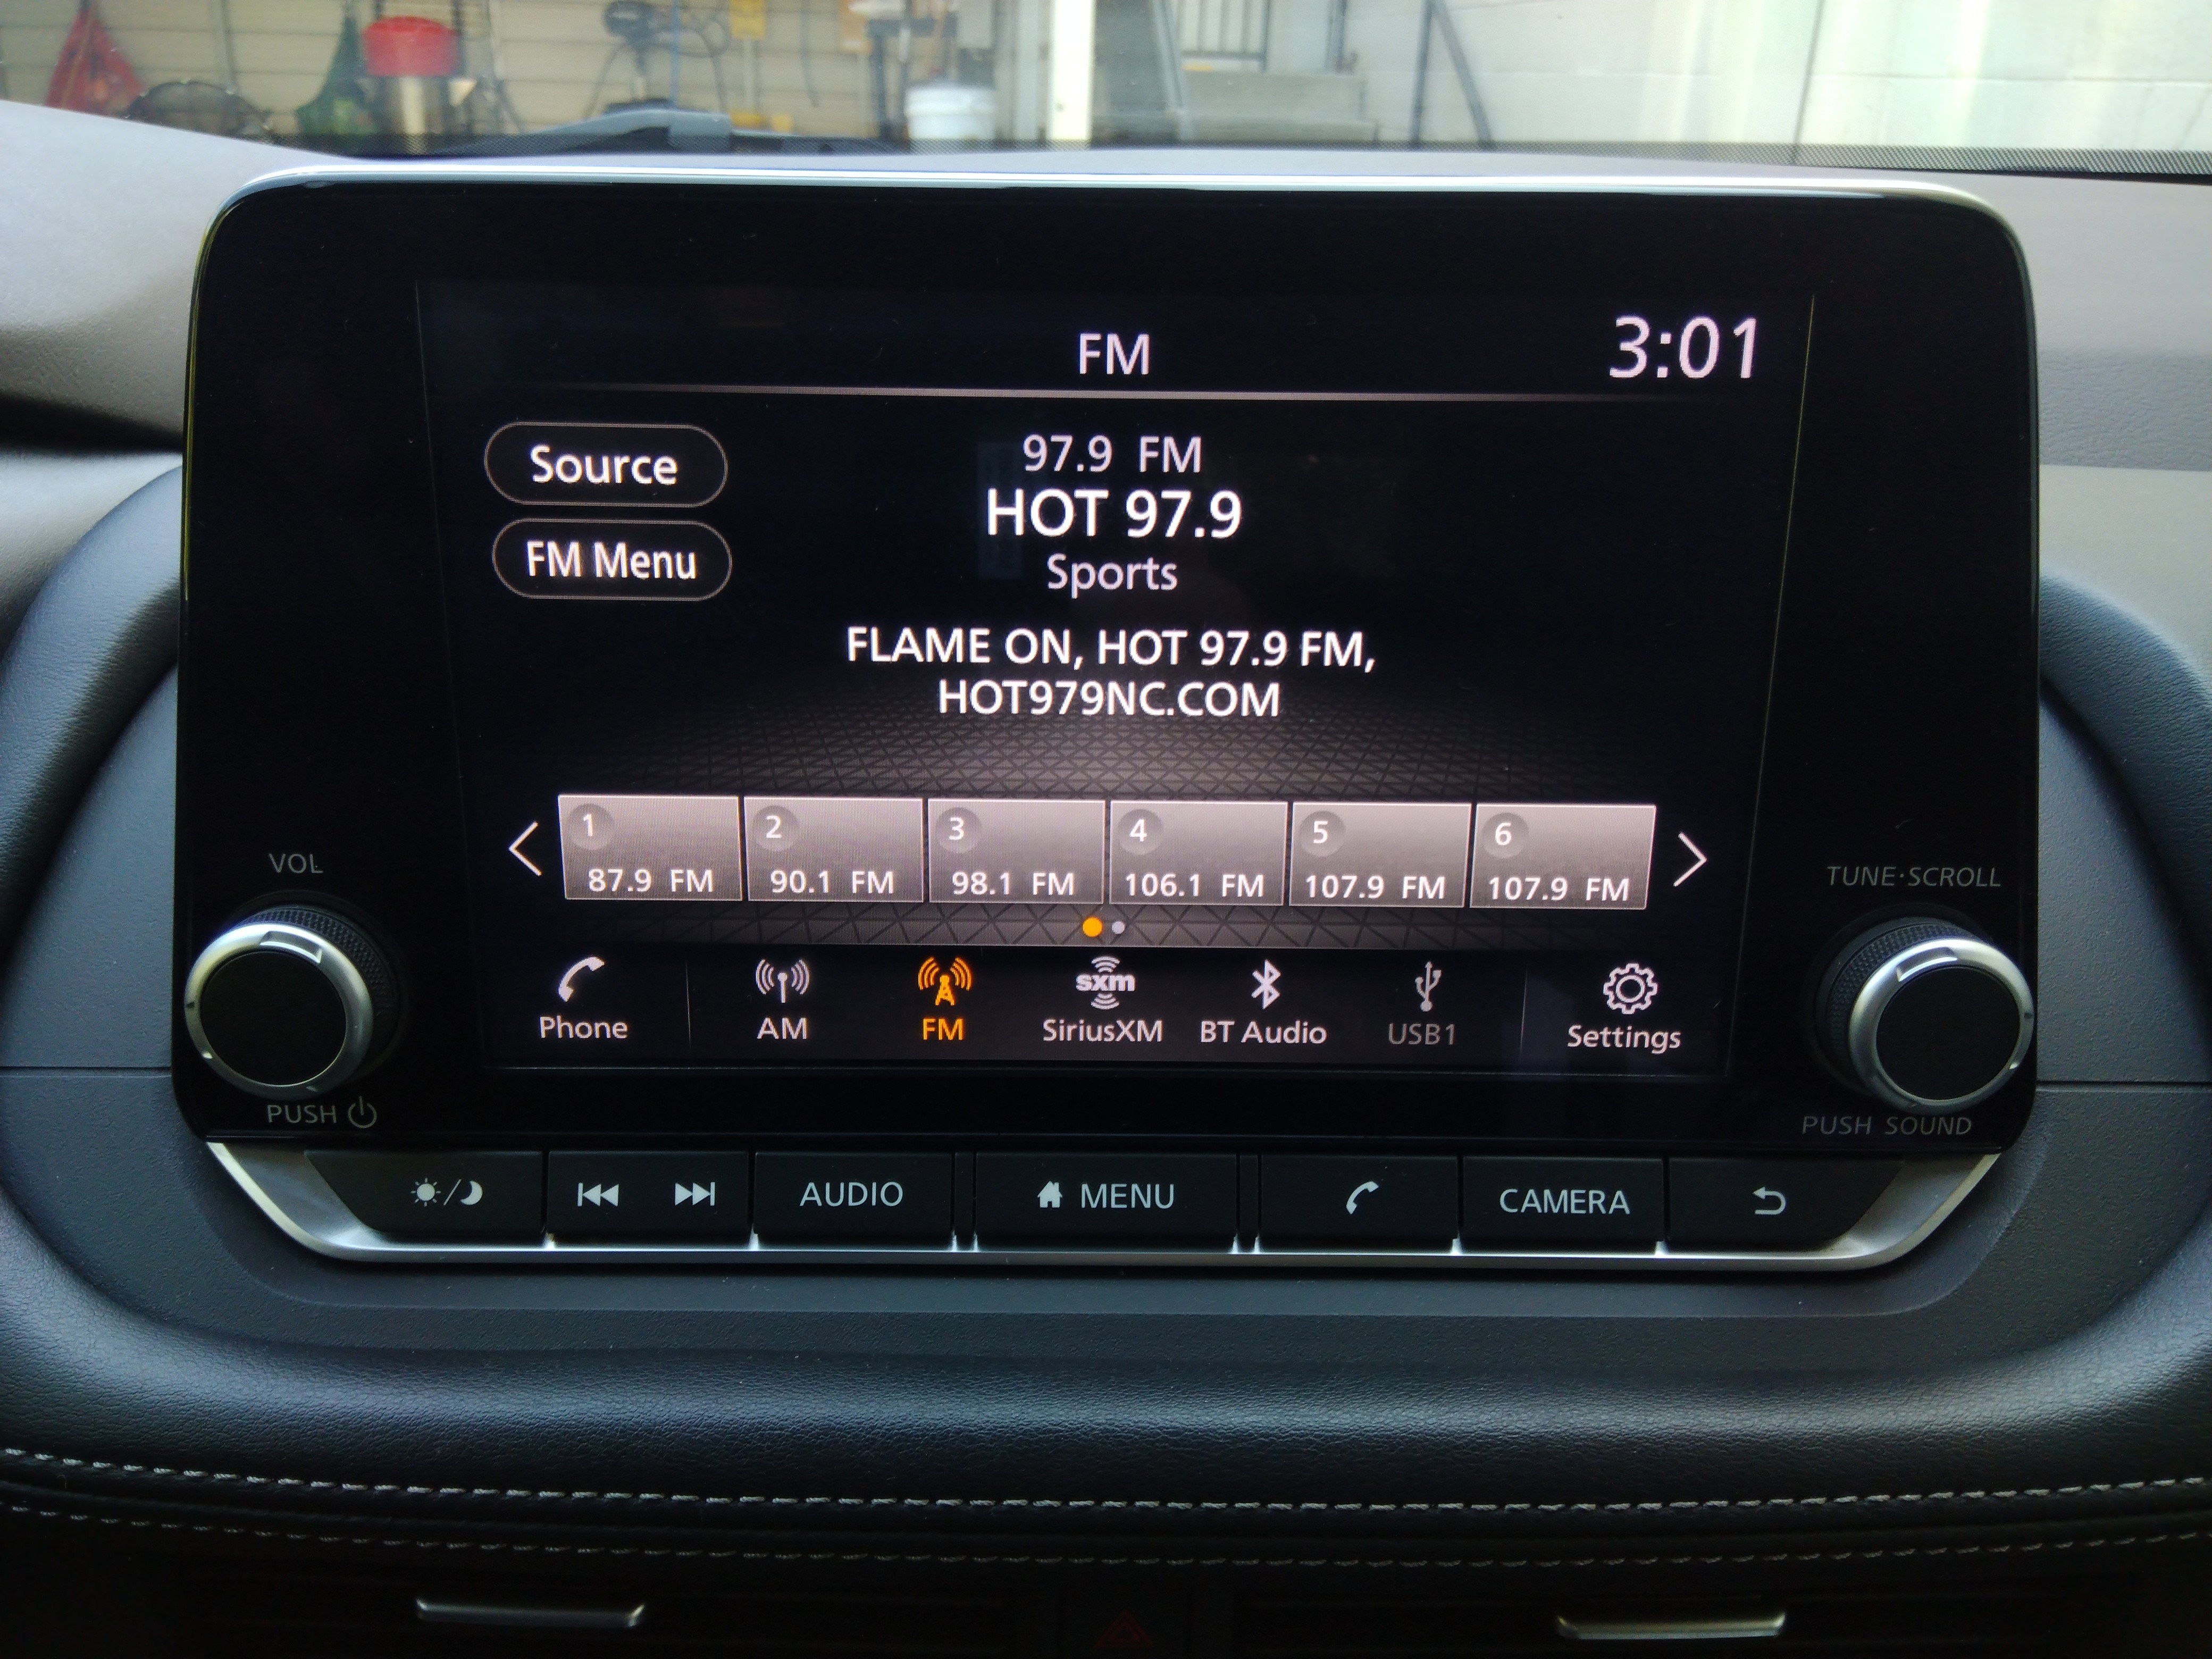 FM
3:01
Source
97.9 FM
HOT 97.9
FM Menu
Sports
FLAME ON, HOT 97.9 FM,
HOT979NC.COM
1 2 3 4 5 6
87.9 FM 90.1 FM 98.1 FM 106.1 FM 107.9 FM 107.9 FM
VOL
TUNE·SCROLL
sxm
Phone AM FM SiriusXM BT Audio USB1 Settings
PUSH
PUSH SOUND
AUDIO MENU CAMERA